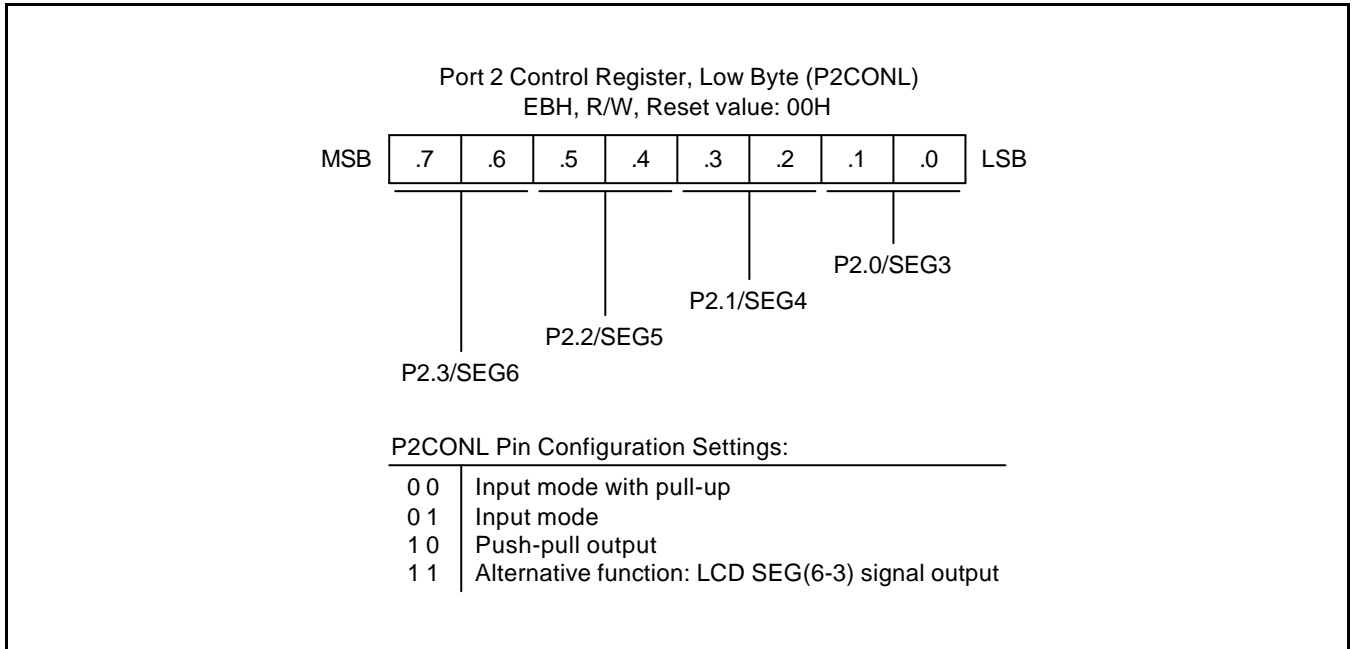 Port 2 Control Register, Low Byte (P2CONL)
EBH, R/W, Reset value: 00H
MSB .7 .6 .5 .4 .3 .2 .1 .0 LSB
P2.0/SEG3
P2.1/SEG4
P2.2/SEG5
P2.3/SEG6
P2CONL Pin Configuration Settings:
0 0 Input mode with pull-up
0 1 Input mode
1 0 Push-pull output
1 1 Alternative function: LCD SEG(6-3) signal output